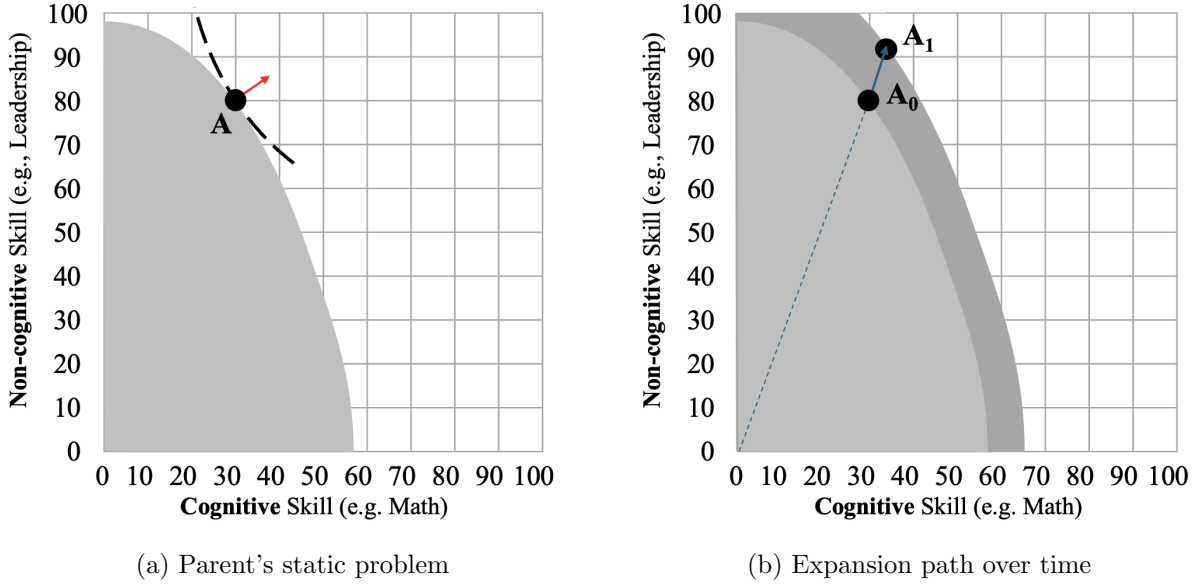 100
90
80
70
60
50
40
30
20
10
0
Non-cognitive Skill (e.g., Leadership)
A
0 10 20 30 40 50 60 70 80 90 100
Cognitive Skill (e.g. Math)
(a) Parent's static problem
100
90
80
70
60
50
40
30
20
10
0
Non-cognitive Skill (e.g., Leadership)
A1
A0
0 10 20 30 40 50 60 70 80 90 100
Cognitive Skill (e.g. Math)
(b) Expansion path over time